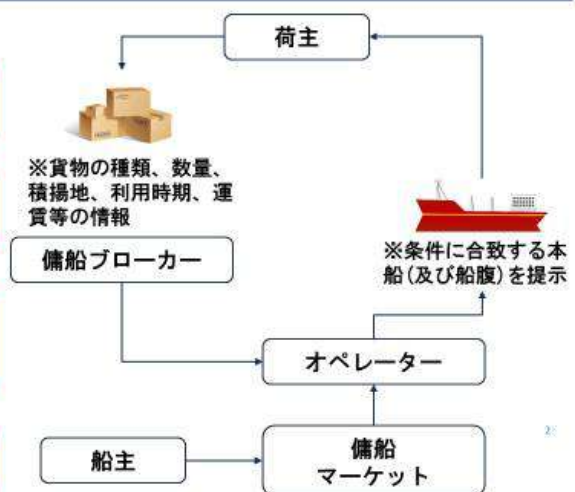 荷主
※貨物の種類、数量、
積揚地、利用時期、運
賃等の情報
傭船ブローカー
※条件に合致する本
船(及び船腹)を提示
オペレーター
船主
傭船
マーケット
2